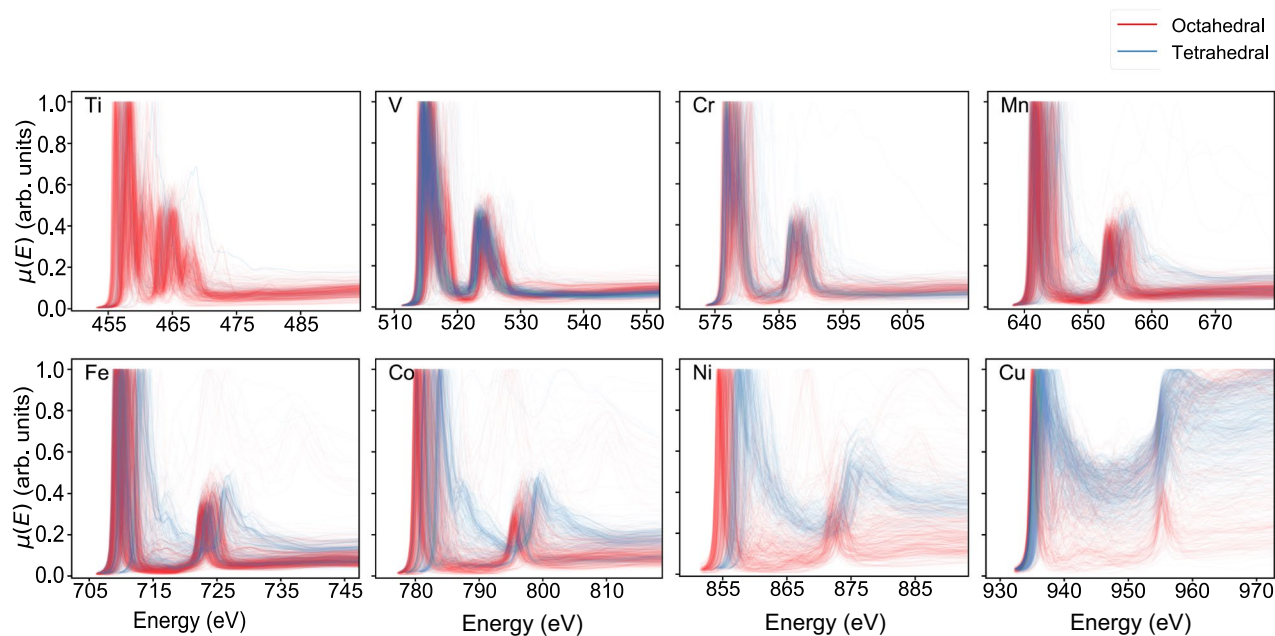 Octahedral
Tetrahedral
Ti
V
Cr
Mn
μ(E) (arb. units)
1.0
0.8
0.6
0.4
0.2
0.0
455 465 475 485
510 520 530 540 550
575 585 595 605
640 650 660 670
Fe
Co
Ni
Cu
μ(E) (arb. units)
1.0
0.8
0.6
0.4
0.2
0.0
705 715 725 735 745
780 790 800 810
855 865 875 885
930 940 950 960 970
Energy (eV)
Energy (eV)
Energy (eV)
Energy (eV)